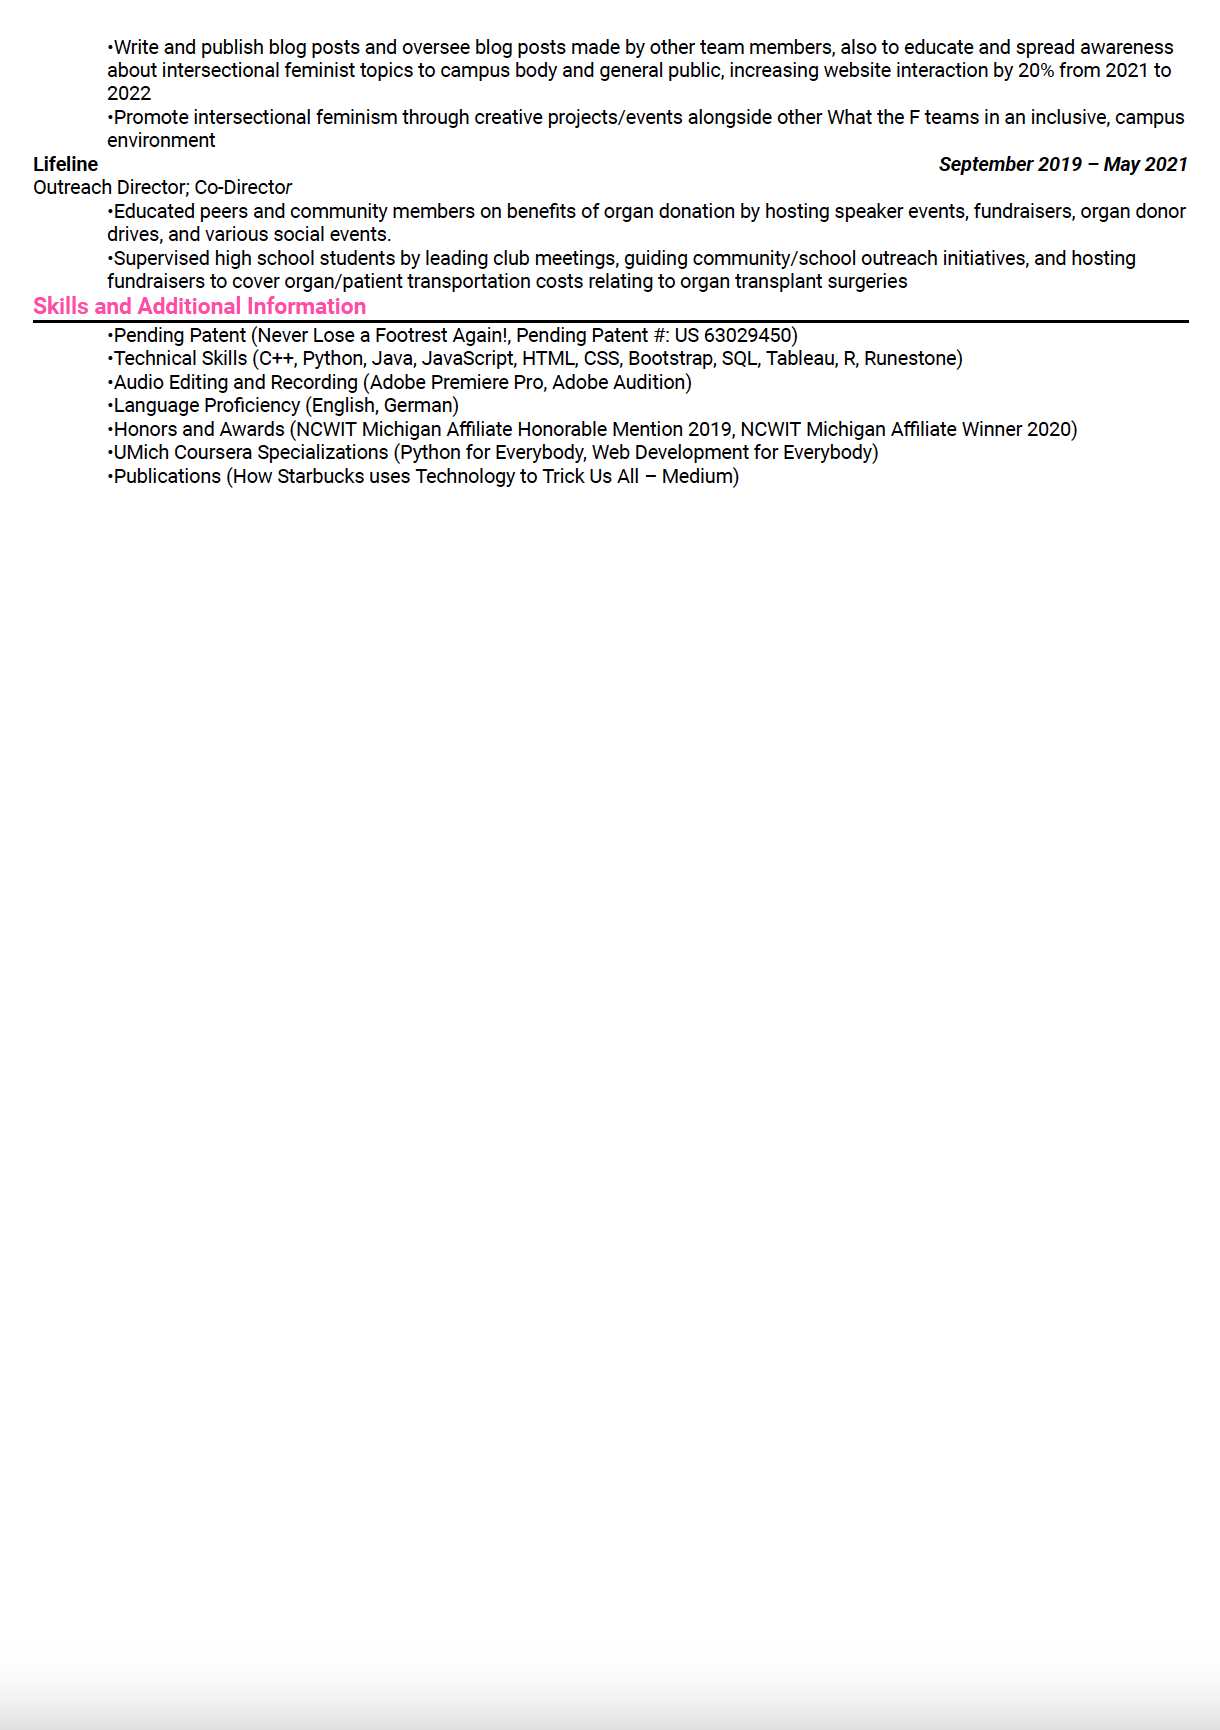 •Write and publish blog posts and oversee blog posts made by other team members, also to educate and spread awareness
about intersectional feminist topics to campus body and general public, increasing website interaction by 20% from 2021 to
2022
•Promote intersectional feminism through creative projects/events alongside other What the F teams in an inclusive, campus
environment
Lifeline September 2019 – May 2021
Outreach Director; Co-Director
•Educated peers and community members on benefits of organ donation by hosting speaker events, fundraisers, organ donor
drives, and various social events.
•Supervised high school students by leading club meetings, guiding community/school outreach initiatives, and hosting
fundraisers to cover organ/patient transportation costs relating to organ transplant surgeries
Skills and Additional Information
•Pending Patent (Never Lose a Footrest Again!, Pending Patent #: US 63029450)
•Technical Skills (C++, Python, Java, JavaScript, HTML, CSS, Bootstrap, SQL, Tableau, R, Runestone)
•Audio Editing and Recording (Adobe Premiere Pro, Adobe Audition)
•Language Proficiency (English, German)
•Honors and Awards (NCWIT Michigan Affiliate Honorable Mention 2019, NCWIT Michigan Affiliate Winner 2020)
•UMich Coursera Specializations (Python for Everybody, Web Development for Everybody)
•Publications (How Starbucks uses Technology to Trick Us All – Medium)